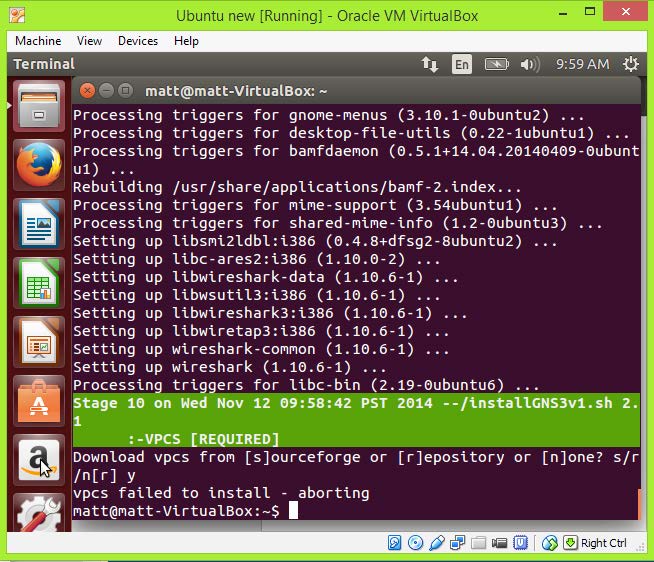 Ubuntu new [Running] - Oracle VM VirtualBox
Machine View Devices Help
Terminal En 9:59 AM
matt@matt-VirtualBox: ~
Processing triggers for gnome-menus (3.10.1-0ubuntu2) ...
Processing triggers for desktop-file-utils (0.22-1ubuntu1) ...
Processing triggers for bamfdaemon (0.5.1+14.04.20140409-0ubunt
u1) ...
Rebuilding /usr/share/applications/bamf-2.index...
Processing triggers for mime-support (3.54ubuntu1) ...
Processing triggers for shared-mime-info (1.2-0ubuntu3) ...
Setting up libsmi2ldbl:i386 (0.4.8+dfsg2-8ubuntu2) ...
Setting up libc-ares2:i386 (1.10.0-2) ...
Setting up libwireshark-data (1.10.6-1) ...
Setting up libwsutil3:i386 (1.10.6-1) ...
Setting up libwireshark3:i386 (1.10.6-1) ...
Setting up libwiretap3:i386 (1.10.6-1) ...
Setting up wireshark-common (1.10.6-1) ...
Setting up wireshark (1.10.6-1) ...
Processing triggers for libc-bin (2.19-0ubuntu6) ...
Stage 10 on Wed Nov 12 09:58:42 PST 2014 --/installGNS3v1.sh 2.
1
:-VPCS [REQUIRED]
Download vpcs from [s]ourceforge or [r]epository or [n]one? s/r
/n[r] y
vpcs failed to install - aborting
matt@matt-VirtualBox:~$
Right Ctrl